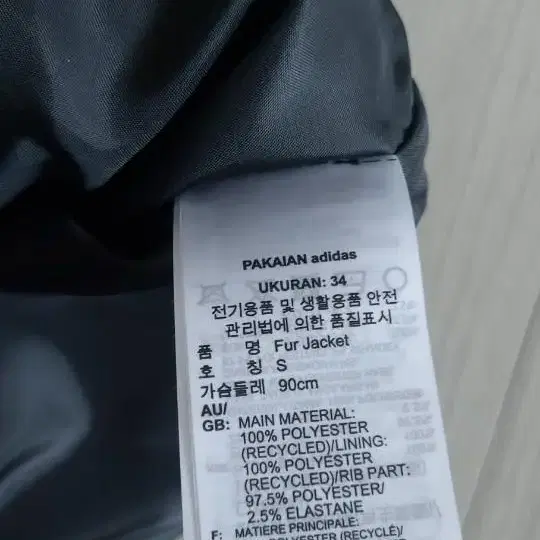 PAKAIAN adidas
UKURAN: 34
전기용품 및 생활용품 안전
관리법에 의한 품질표시
품 명 Fur Jacket
호 칭 S
가슴둘레 90cm
AU/
GB: MAIN MATERIAL:
100% POLYESTER
(RECYCLED)/LINING:
100% POLYESTER
(RECYCLED)/RIB PART:
97.5% POLYESTER/
2.5% ELASTANE
F: MATIERE PRINCIPALE:
POLYESTER (RECYCLÉ)/